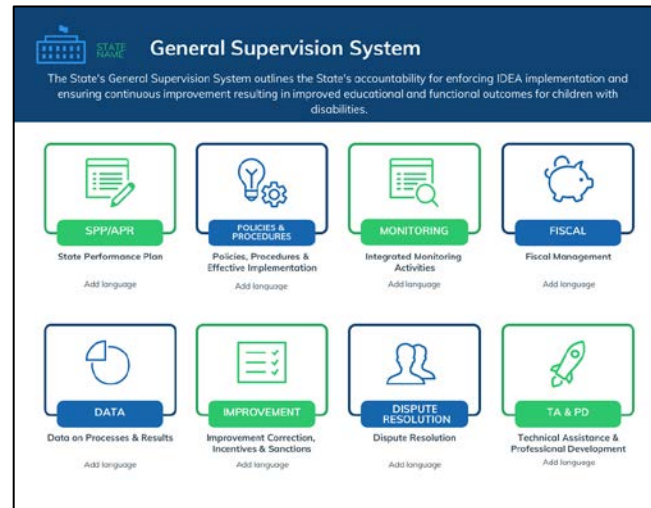 STATE
NAME
General Supervision System
The State's General Supervision System outlines the State's accountability for enforcing IDEA implementation and
ensuring continuous improvement resulting in improved educational and functional outcomes for children with
disabilities.
SPP/APR
State Performance Plan
Add language
POLICIES &
PROCEDURES
Policies, Procedures &
Effective Implementation
Add language
MONITORING
Integrated Monitoring
Activities
Add language
FISCAL
Fiscal Management
Add language
DATA
Data on Processes & Results
Add language
IMPROVEMENT
Improvement Correction,
Incentives & Sanctions
Add language
DISPUTE
RESOLUTION
Dispute Resolution
Add language
TA & PD
Technical Assistance &
Professional Development
Add language